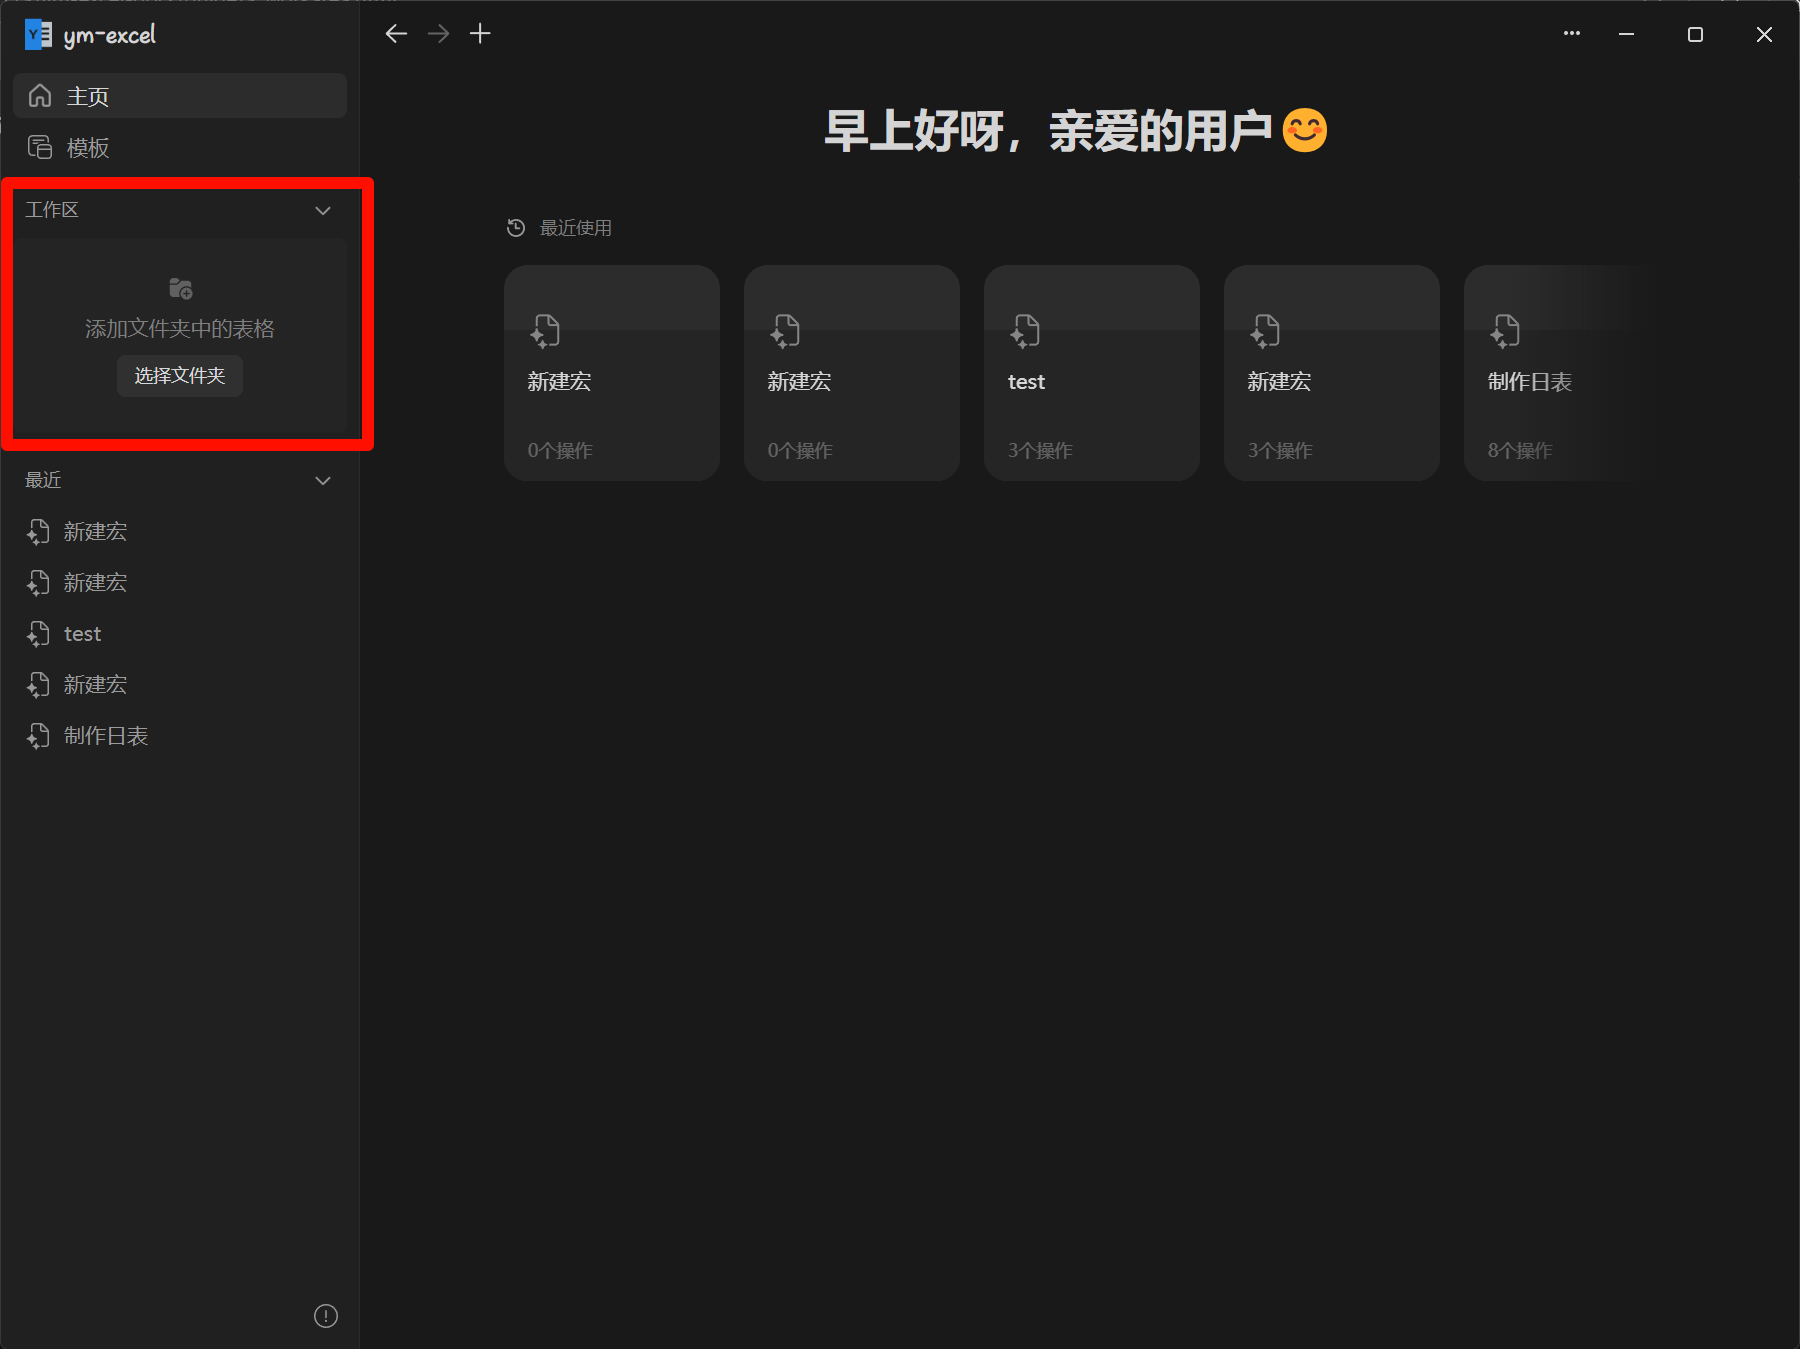 ym-excel
主页
模板
工作区
添加文件夹中的表格
选择文件夹
最近
新建宏
新建宏
test
新建宏
制作日表
早上好呀，亲爱的用户😊
最近使用
新建宏
0个操作
新建宏
0个操作
test
3个操作
新建宏
3个操作
制作日表
8个操作